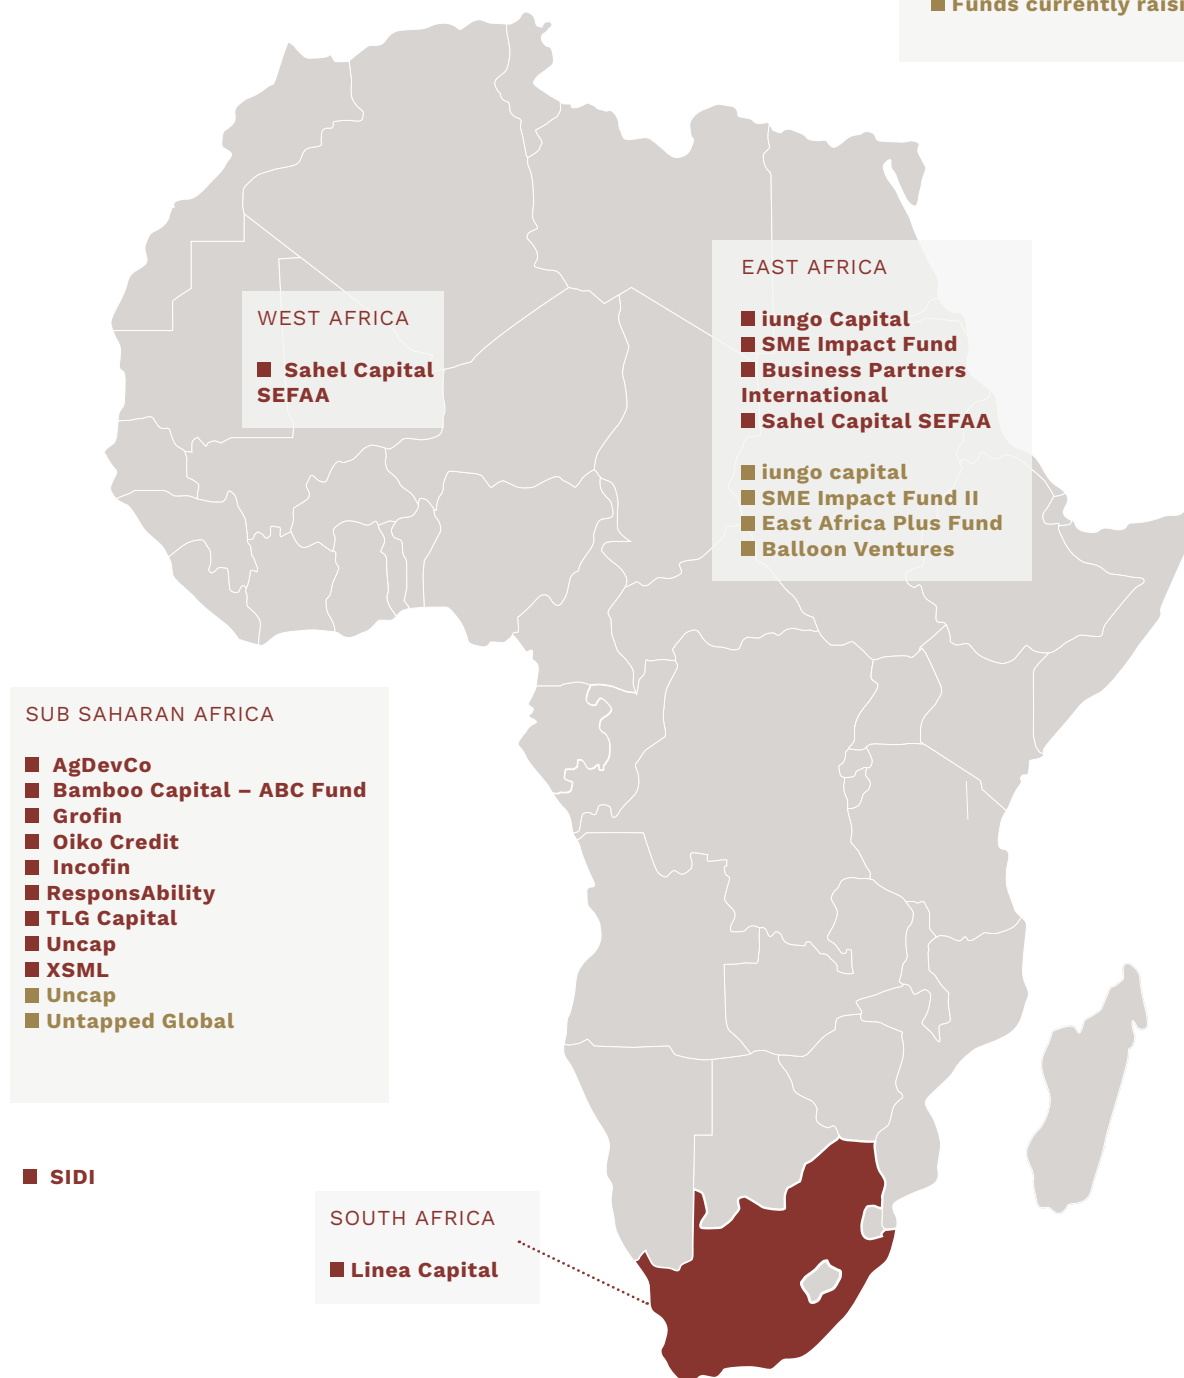 Funds currently
EAST AFRICA
iungo Capital
SME Impact Fund
Business Partners
International
Sahel Capital SEFAA
iungo capital
SME Impact Fund II
East Africa Plus Fund
Balloon Ventures
WEST AFRICA
Sahel Capital
SEFAA
SUB SAHARAN AFRICA
AgDevCo
Bamboo Capital – ABC Fund
Grofin
Oiko Credit
Incofin
ResponsAbility
TLG Capital
Uncap
XSML
Uncap
Untapped Global
SIDI
SOUTH AFRICA
Linea Capital